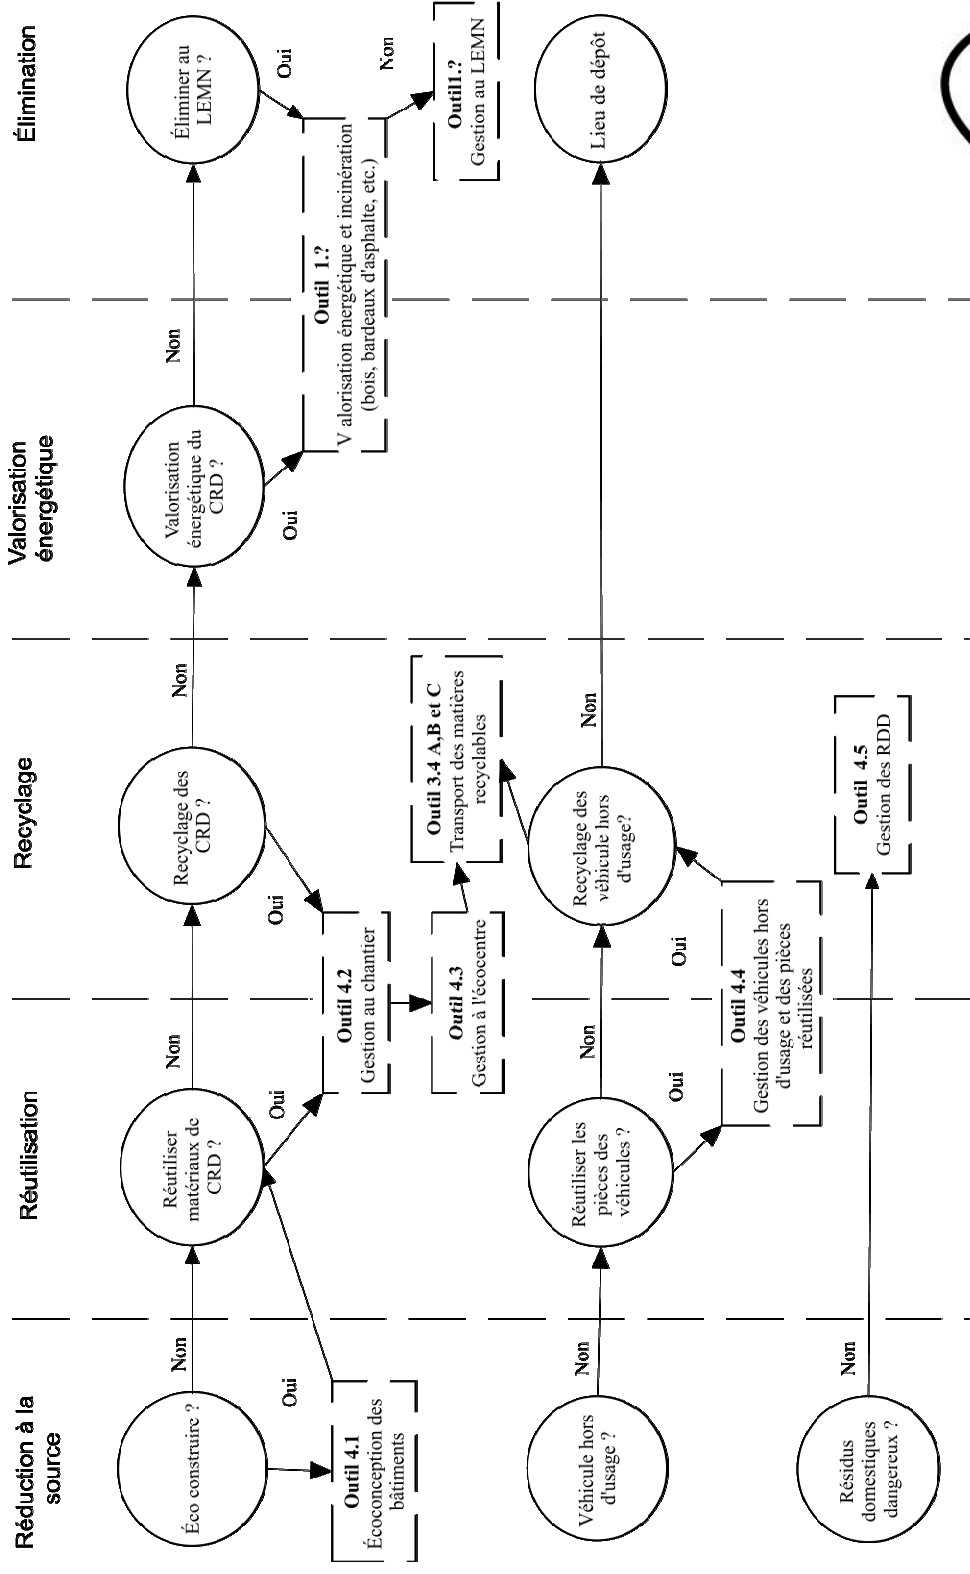 Réduction à la
source
Réutilisation
Recyclage
Valorisation
énergétique
Élimination
Éco construire ?
Non
Oui
Outil 4.1
Écoconception des
bâtiments
Réutiliser
matériaux de
CRD ?
Non
Oui
Outil 4.2
Gestion au chantier
Outil 4.3
Gestion à l'écocentre
Recyclage des
CRD ?
Non
Oui
Outil 3.4 A,B et C
Transport des matières
recyclables
Valorisation
énergétique du
CRD ?
Non
Oui
Outil 1.?
V alorisation énergétique et incinération
(bois, bardeaux d'asphalte, etc.)
Éliminer au
LEMN ?
Oui
Non
Outil1.?
Gestion au LEMN
Véhicule hors
d'usage ?
Non
Réutiliser les
pièces des
véhicules ?
Non
Oui
Outil 4.4
Gestion des véhicules hors
d'usage et des pièces
réutilisées
Oui
Recyclage des
véhicule hors
d'usage?
Non
Lieu de dépôt
Résidus
domestiques
dangereux ?
Non
Outil 4.5
Gestion des RDD